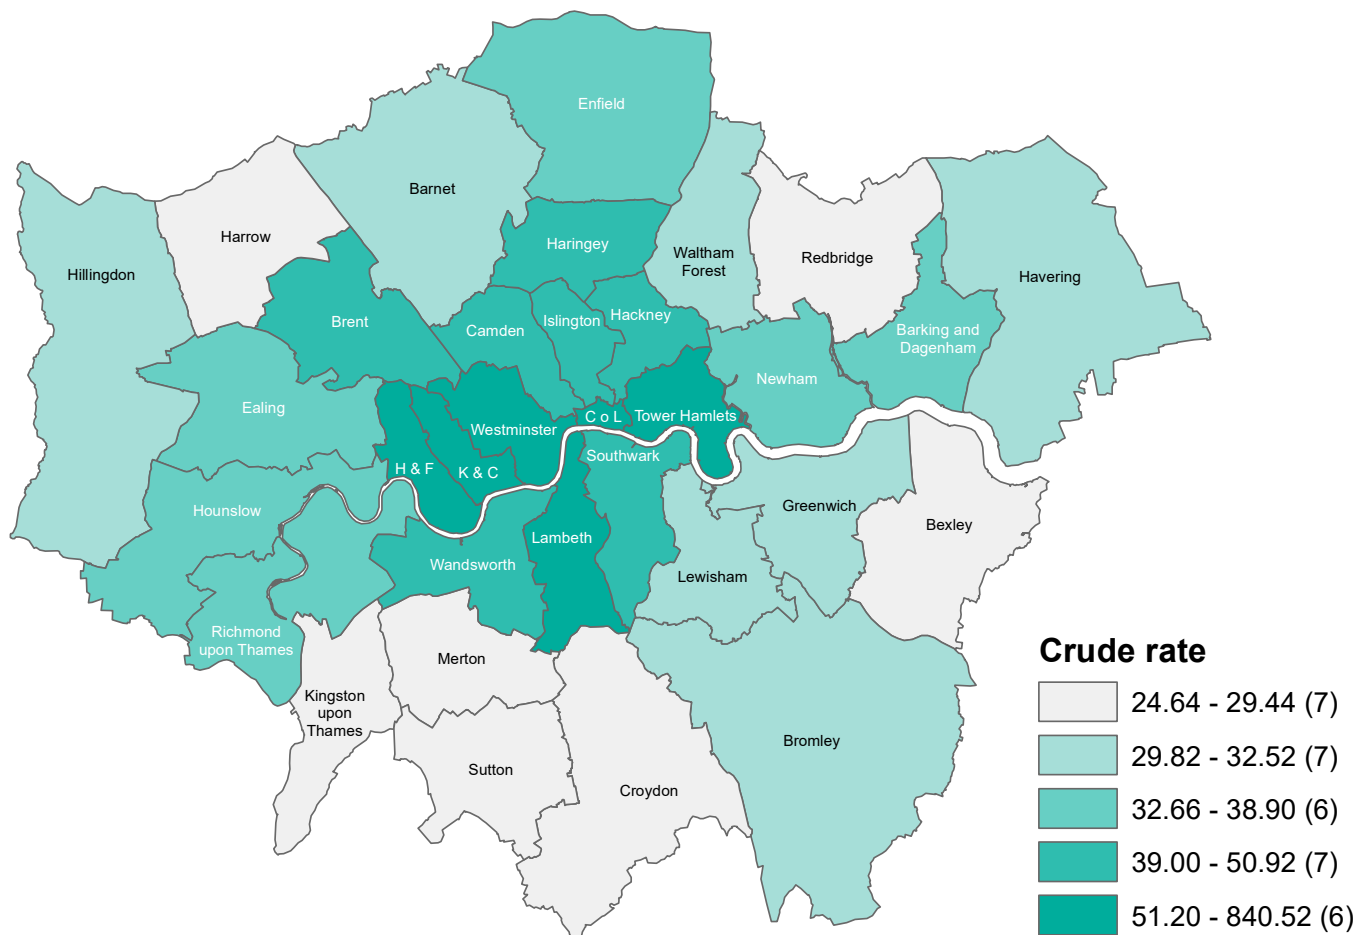 Enfield
Barnet
Harrow
Haringey
Waltham
Forest
Redbridge
Hillingdon
Havering
Brent
Camden
Islington
Hackney
Barking and
Dagenham
Newham
Ealing
Westminster
C o L
Tower Hamlets
Southwark
H & F
K & C
Hounslow
Greenwich
Bexley
Lambeth
Wandsworth
Lewisham
Richmond
upon Thames
Merton
Kingston
upon
Thames
Bromley
Sutton
Croydon
Crude rate
24.64 - 29.44 (7)
29.82 - 32.52 (7)
32.66 - 38.90 (6)
39.00 - 50.92 (7)
51.20 - 840.52 (6)